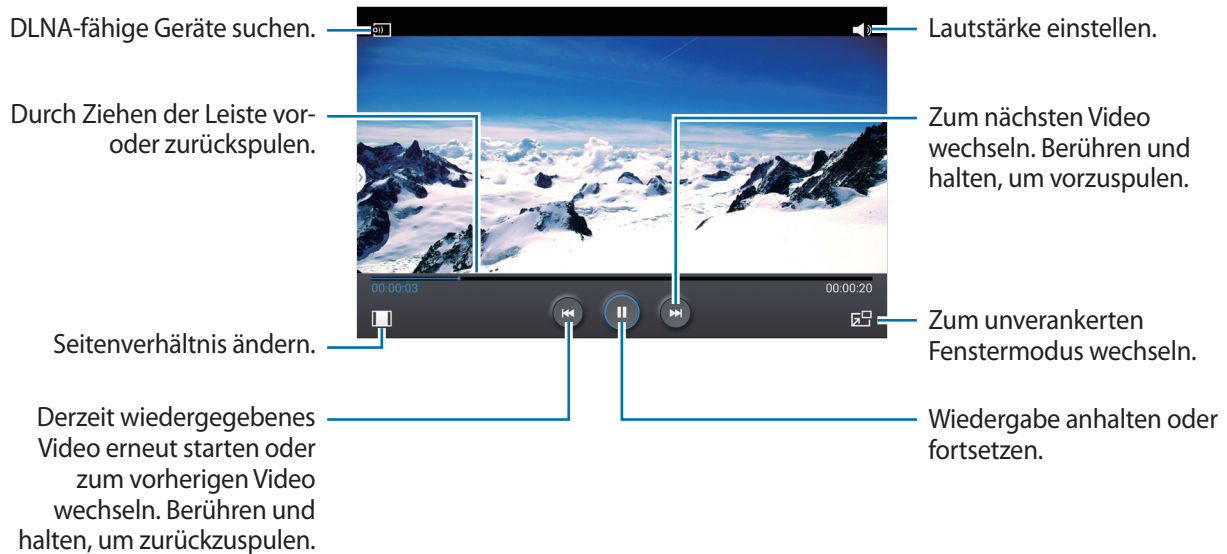 DLNA-fähige Geräte suchen.
Lautstärke einstellen.
Durch Ziehen der Leiste vor-
oder zurückspulen.
Zum nächsten Video
wechseln. Berühren und
halten, um vorzuspulen.
00:00:03
00:00:20
Seitenverhältnis ändern.
Zum unverankerten
Fenstermodus wechseln.
Derzeit wiedergegebenes
Video erneut starten oder
zum vorherigen Video
wechseln. Berühren und
halten, um zurückzuspulen.
Wiedergabe anhalten oder
fortsetzen.